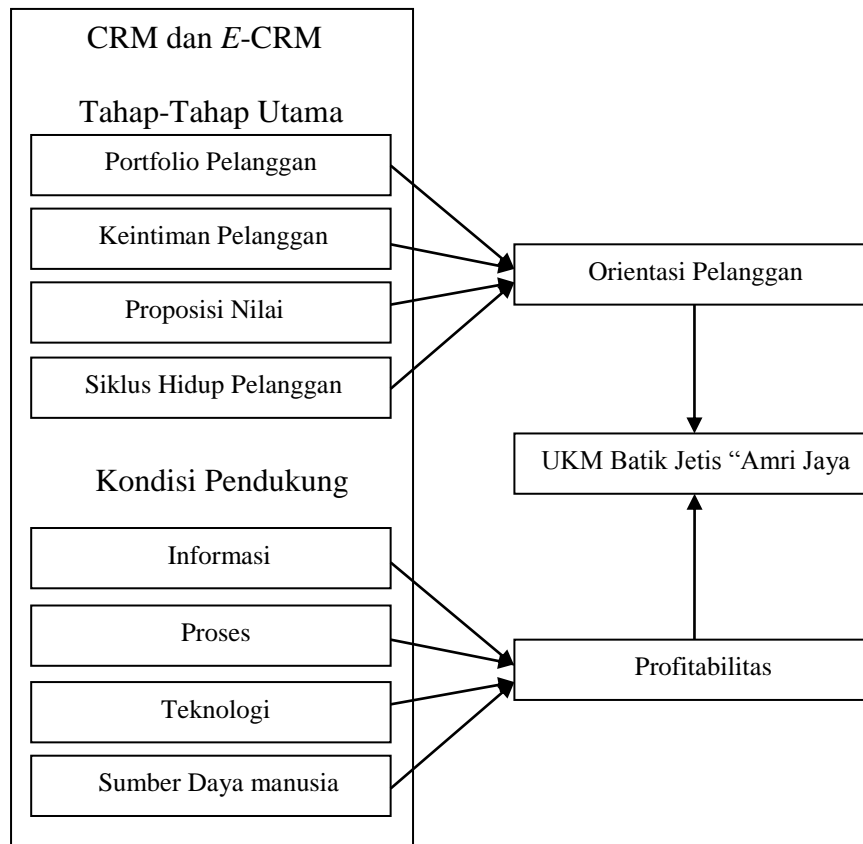 CRM dan E-CRM
Tahap-Tahap Utama
Portfolio Pelanggan
Keintiman Pelanggan
Proposisi Nilai
Siklus Hidup Pelanggan
Kondisi Pendukung
Informasi
Proses
Teknologi
Sumber Daya manusia
Orientasi Pelanggan
UKM Batik Jetis “Amri Jaya
Profitabilitas